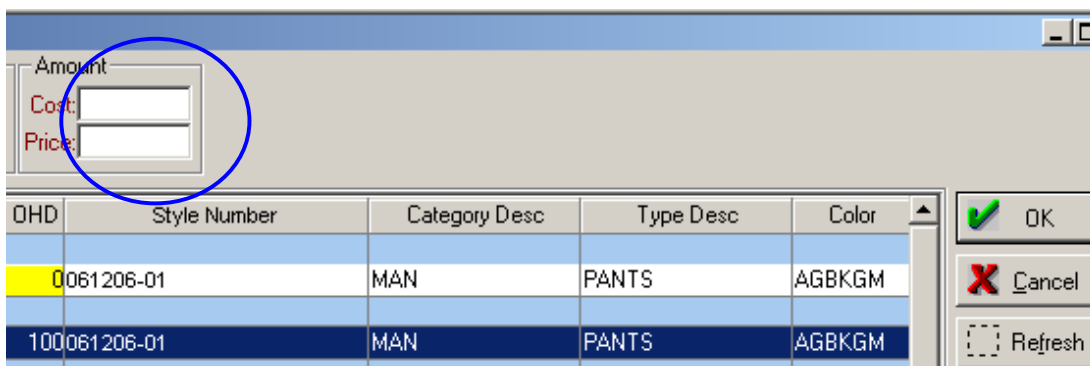 Amount
Cost:
Price:
OHD Style Number Category Desc Type Desc Color
0 061206-01 MAN PANTS AGBKGM
100 061206-01 MAN PANTS AGBKGM
OK
Cancel
Refresh